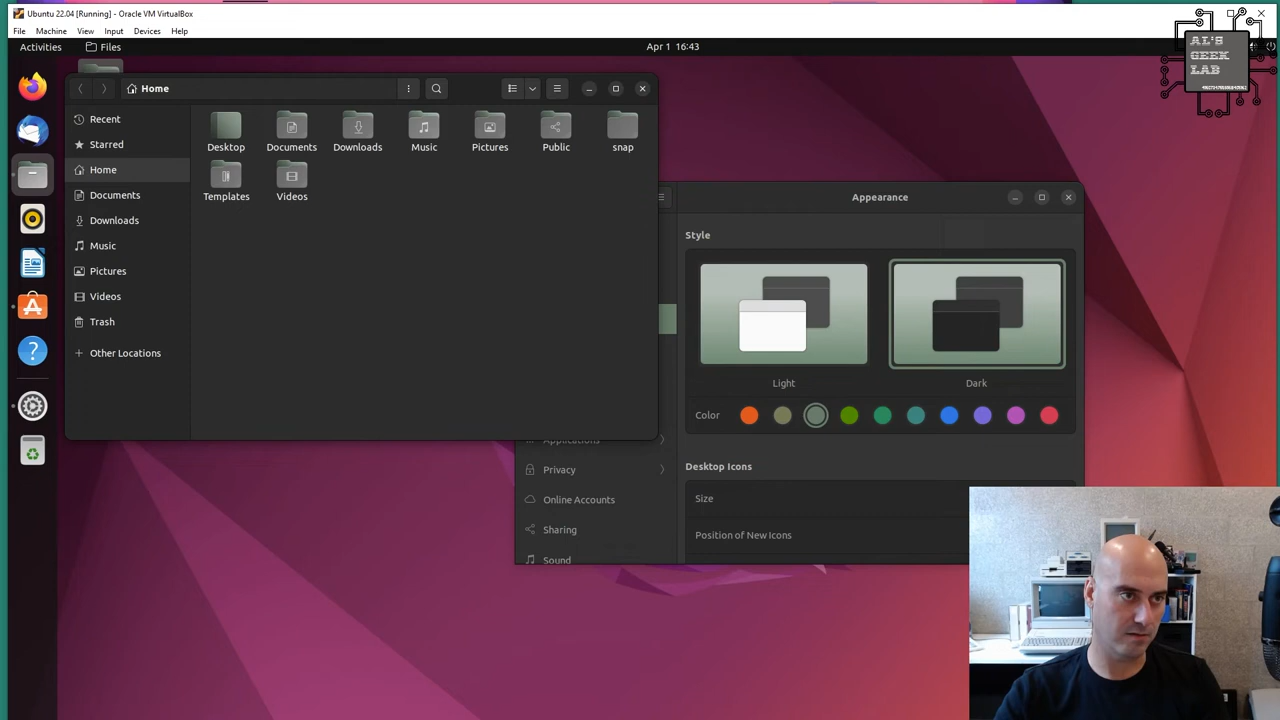 Ubuntu 22.04 [Running] - Oracle VM VirtualBox
File Machine View Input Devices Help
Activities Files Apr 1 16:43
AL'S
GEEK
LAB
Home
Recent
Starred
Home
Documents
Downloads
Music
Pictures
Videos
Trash
Other Locations
Desktop Documents Downloads Music Pictures Public snap
Templates Videos
Appearance
Style
Light Dark
Color
Desktop Icons
Size
Position of New Icons
Applications
Privacy
Online Accounts
Sharing
Sound